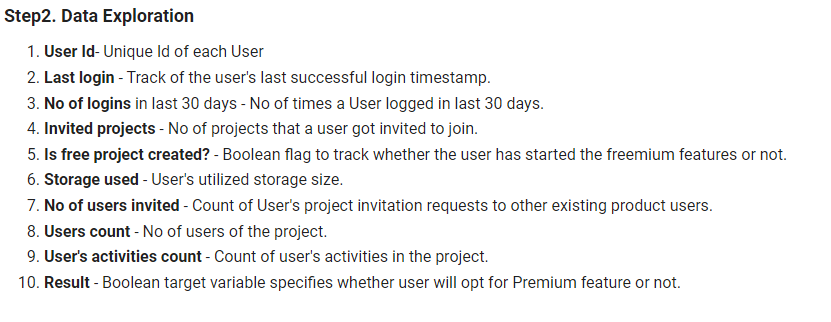 Step2. Data Exploration
1. User Id- Unique Id of each User
2. Last login - Track of the user's last successful login timestamp.
3. No of logins in last 30 days - No of times a User logged in last 30 days.
4. Invited projects - No of projects that a user got invited to join.
5. Is free project created? - Boolean flag to track whether the user has started the freemium features or not.
6. Storage used - User's utilized storage size.
7. No of users invited - Count of User's project invitation requests to other existing product users.
8. Users count - No of users of the project.
9. User's activities count - Count of user's activities in the project.
10. Result - Boolean target variable specifies whether user will opt for Premium feature or not.